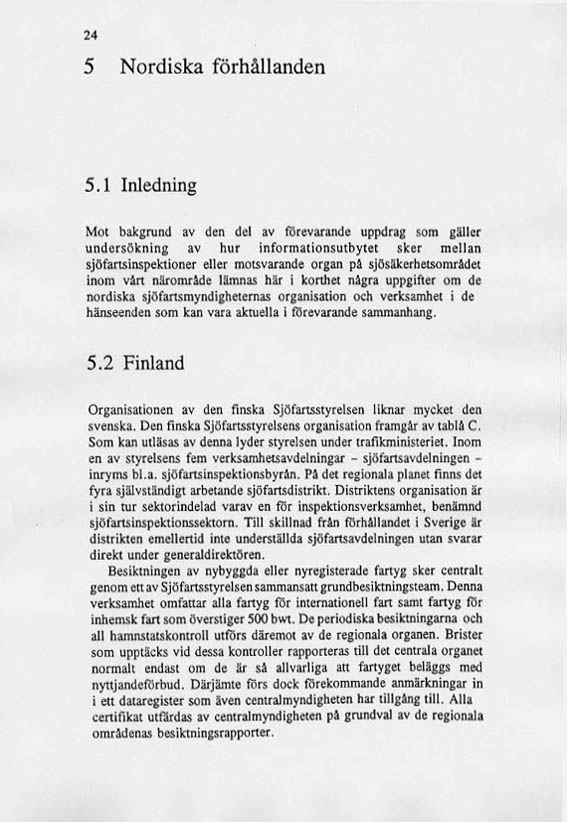 24
5 Nordiska förhållanden
5.1 Inledning
Mot bakgrund av den del av förevarande uppdrag som gäller
undersökning av hur informationsutbytet sker mellan
sjöfartsinspektioner eller motsvarande organ på sjösäkerhetsområdet
inom vårt närområde lämnas här i korthet några uppgifter om de
nordiska sjöfartsmyndigheternas organisation och verksamhet i de
hänseenden som kan vara aktuella i förevarande sammanhang.
5.2 Finland
Organisationen av den finska Sjöfartsstyrelsen liknar mycket den
svenska. Den finska Sjöfartsstyrelsens organisation framgår av tablå C.
Som kan utläsas av denna lyder styrelsen under trafikministeriet. Inom
en av styrelsens fem verksamhetsavdelningar – sjöfartsavdelningen –
inryms bl.a. sjöfartsinspektionsbyrån. På det regionala planet finns det
fyra självständigt arbetande sjöfartsdistrikt. Distriktens organisation är
i sin tur sektorindelad varav en för inspektionsverksamhet, benämnd
sjöfartsinspektionssektorn. Till skillnad från förhållandet i Sverige är
distrikten emellertid inte underställda sjöfartsavdelningen utan svarar
direkt under generaldirektören.
Besiktningen av nybyggda eller nyregisterade fartyg sker centralt
genom ett av Sjöfartsstyrelsen sammansatt grundbesiktningsteam. Denna
verksamhet omfattar alla fartyg för internationell fart samt fartyg för
inhemsk fart som överstiger 500 bwt. De periodiska besiktningarna och
all hamnstatskontroll utförs däremot av de regionala organen. Brister
som upptäcks vid dessa kontroller rapporteras till det centrala organet
normalt endast om de är så allvarliga att fartyget beläggs med
nyttjandeförbud. Därjämte förs dock förekommande anmärkningar in
i ett dataregister som även centralmyndigheten har tillgång till. Alla
certifikat utfärdas av centralmyndigheten på grundval av de regionala
områdenas besiktningsrapporter.